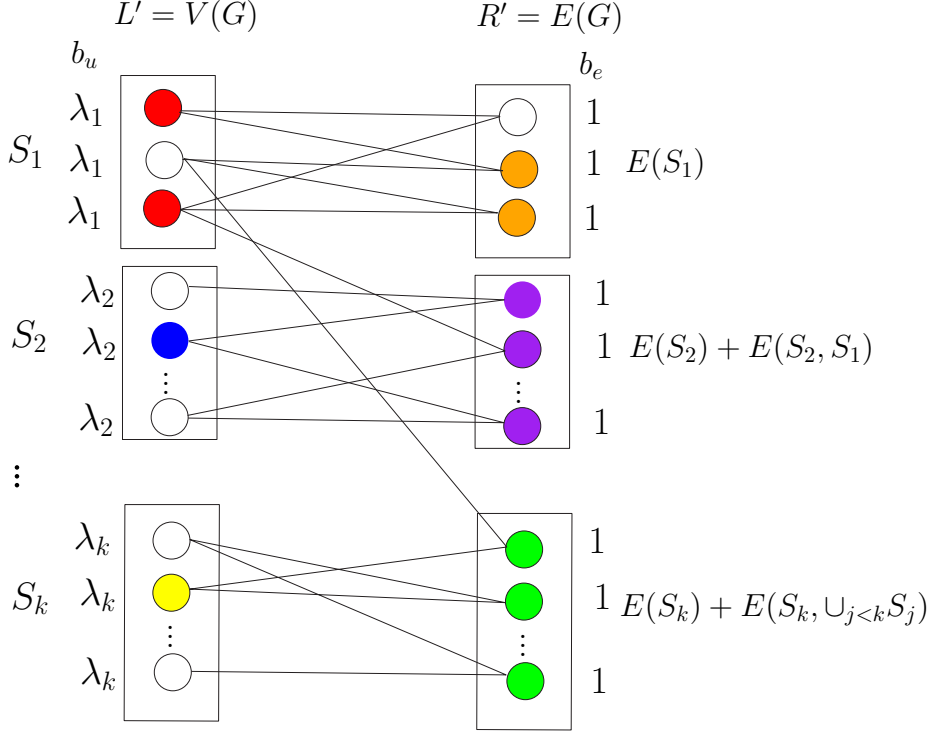 L′ = V(G) R′ = E(G)
b_u b_e
λ_1 1
S_1 λ_1 1 E(S_1)
λ_1 1
λ_2 1
S_2 λ_2 1 E(S_2) + E(S_2, S_1)
⋮ ⋮
λ_2 1
⋮
λ_k 1
S_k λ_k 1 E(S_k) + E(S_k, ∪_{j<k}S_j)
⋮ ⋮
λ_k 1